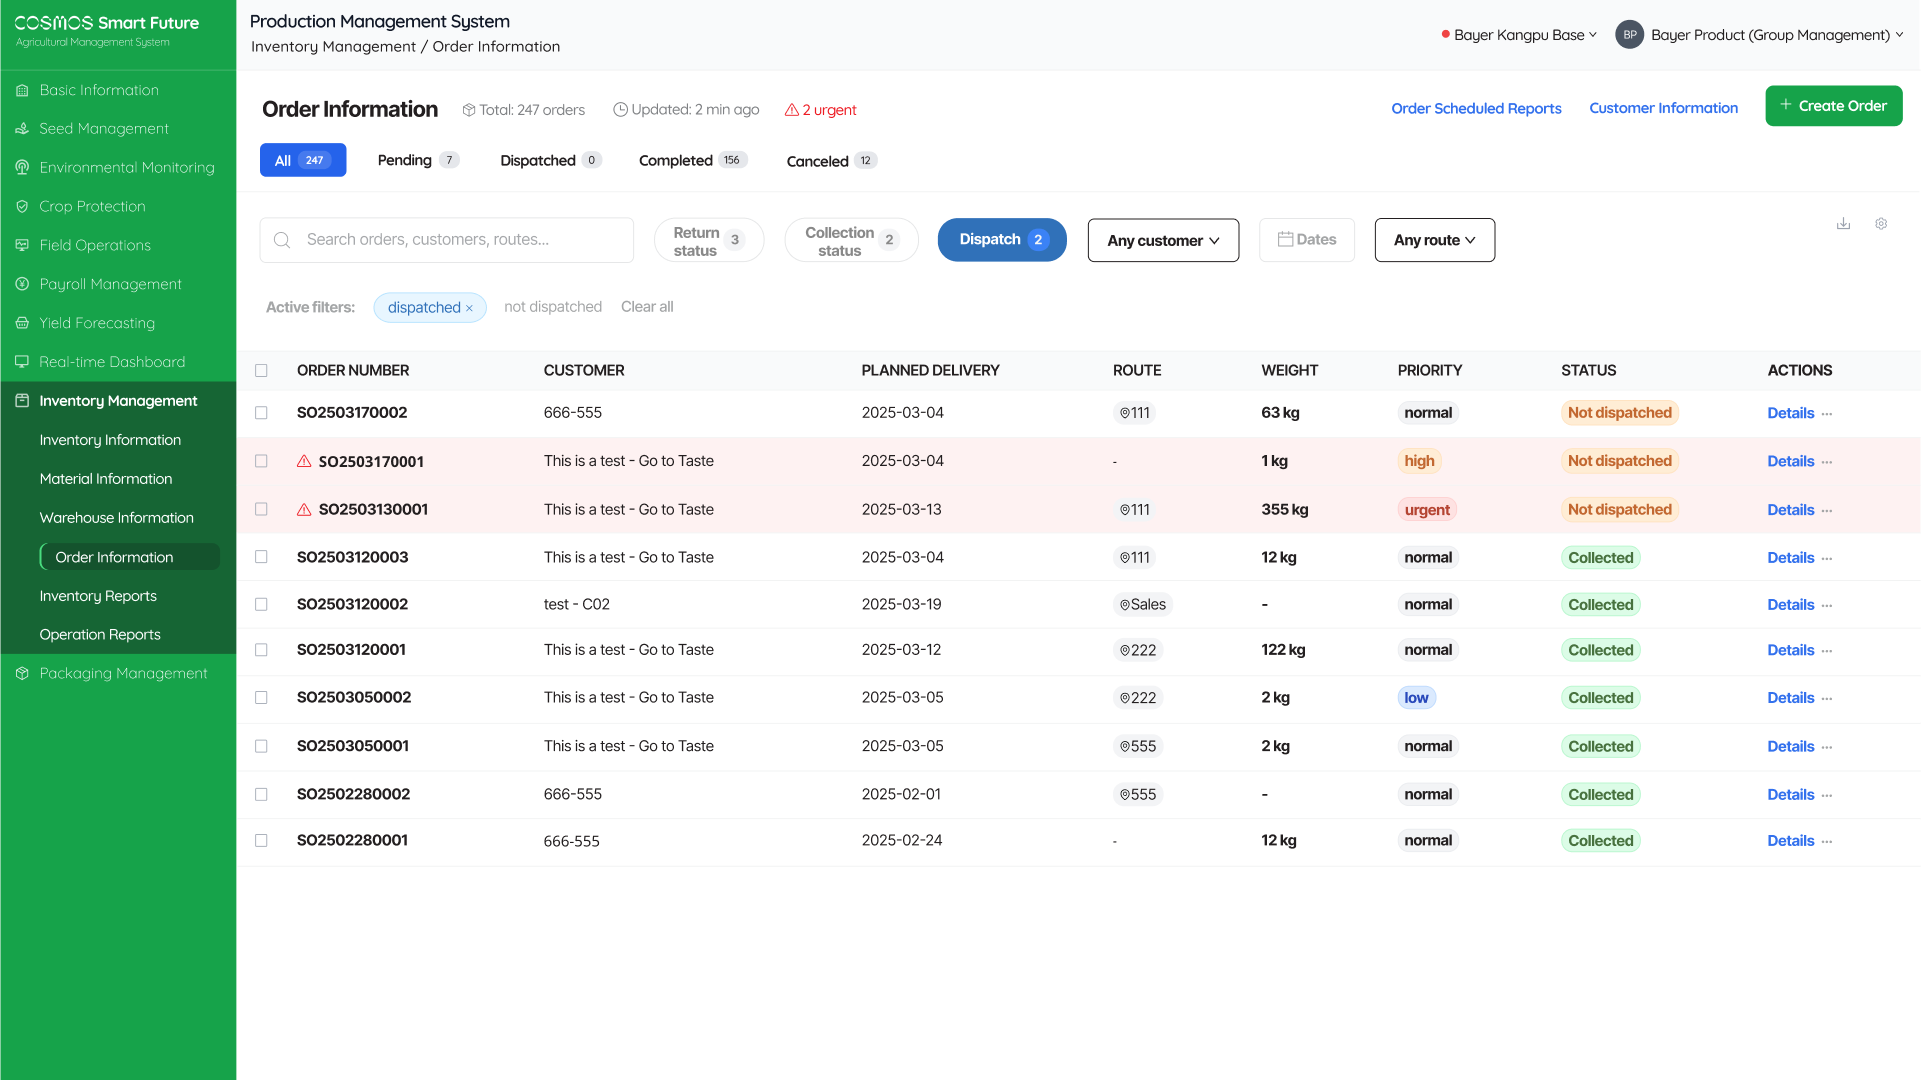 COSMOS Smart Future
Agricultural Management System
Basic Information
Seed Management
Environmental Monitoring
Crop Protection
Field Operations
Payroll Management
Yield Forecasting
Real-time Dashboard
Inventory Management
Inventory Information
Material Information
Warehouse Information
Order Information
Inventory Reports
Operation Reports
Packaging Management
Production Management System
Inventory Management / Order Information
Bayer Kangpu Base
BP Bayer Product (Group Management)
Order Information Total: 247 orders Updated: 2 min ago 2 urgent
Order Scheduled Reports Customer Information + Create Order
All 247 Pending 7 Dispatched 0 Completed 156 Canceled 12
Search orders, customers, routes...
Return status 3
Collection status 2
Dispatch 2
Any customer
Dates
Any route
Active filters: dispatched × not dispatched Clear all
ORDER NUMBER CUSTOMER PLANNED DELIVERY ROUTE WEIGHT PRIORITY STATUS ACTIONS
SO2503170002 666-555 2025-03-04 111 63 kg normal Not dispatched Details ...
SO2503170001 This is a test - Go to Taste 2025-03-04 - 1 kg high Not dispatched Details ...
SO2503130001 This is a test - Go to Taste 2025-03-13 111 355 kg urgent Not dispatched Details ...
SO2503120003 This is a test - Go to Taste 2025-03-04 111 12 kg normal Collected Details ...
SO2503120002 test - C02 2025-03-19 Sales - normal Collected Details ...
SO2503120001 This is a test - Go to Taste 2025-03-12 222 122 kg normal Collected Details ...
SO2503050002 This is a test - Go to Taste 2025-03-05 222 2 kg low Collected Details ...
SO2503050001 This is a test - Go to Taste 2025-03-05 555 2 kg normal Collected Details ...
SO2502280002 666-555 2025-02-01 555 - normal Collected Details ...
SO2502280001 666-555 2025-02-24 - 12 kg normal Collected Details ...